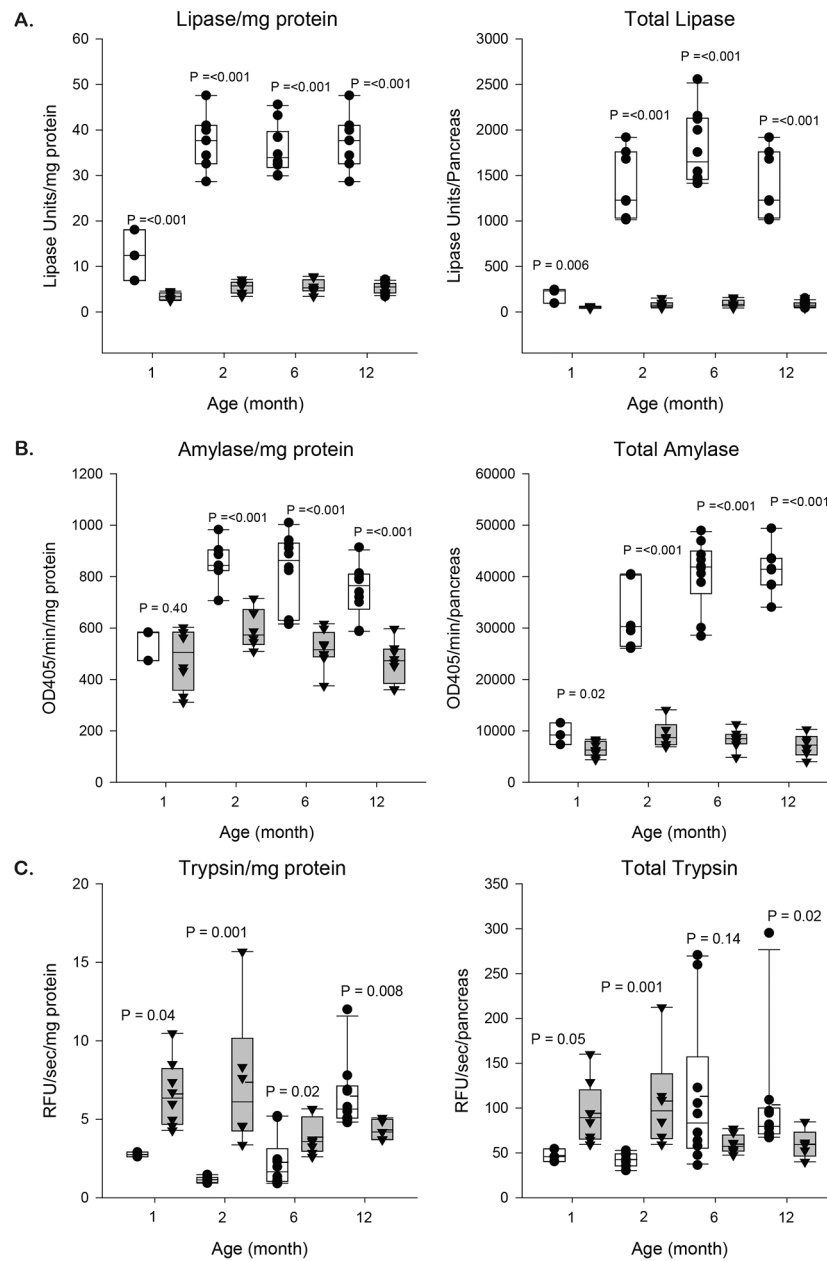 A.
Lipase/mg protein
Lipase Units/mg protein
60
50
40
30
20
10
0
P =<0.001
P =<0.001
P =<0.001
P =<0.001
1
2
6
12
Age (month)
Total Lipase
Lipase Units/Pancreas
3000
2500
2000
1500
1000
500
0
P = 0.006
P =<0.001
P =<0.001
P =<0.001
1
2
6
12
Age (month)
B.
Amylase/mg protein
OD405/min/mg protein
1200
1000
800
600
400
200
0
P = 0.40
P =<0.001
P =<0.001
P =<0.001
1
2
6
12
Age (month)
Total Amylase
OD405/min/pancreas
60000
50000
40000
30000
20000
10000
0
P = 0.02
P =<0.001
P =<0.001
P =<0.001
1
2
6
12
Age (month)
C.
Trypsin/mg protein
RFU/sec/mg protein
20
15
10
5
0
P = 0.04
P = 0.001
P = 0.02
P = 0.008
1
2
6
12
Age (month)
Total Trypsin
RFU/sec/pancreas
350
300
250
200
150
100
50
0
P = 0.05
P = 0.001
P = 0.14
P = 0.02
1
2
6
12
Age (month)